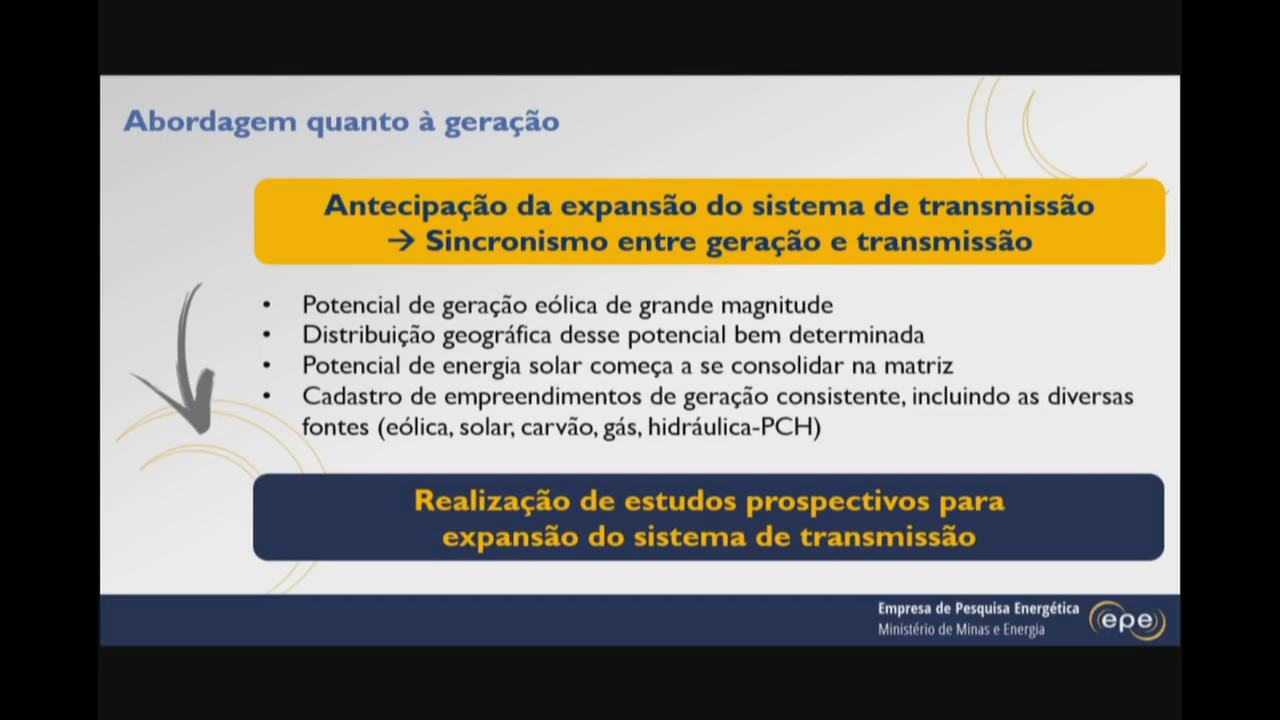 Abordagem quanto à geração
Antecipação da expansão do sistema de transmissão
→ Sincronismo entre geração e transmissão
• Potencial de geração eólica de grande magnitude
• Distribuição geográfica desse potencial bem determinada
• Potencial de energia solar começa a se consolidar na matriz
• Cadastro de empreendimentos de geração consistente, incluindo as diversas
fontes (eólica, solar, carvão, gás, hidráulica-PCH)
Realização de estudos prospectivos para
expansão do sistema de transmissão
Empresa de Pesquisa Energética
Ministério de Minas e Energia
epe